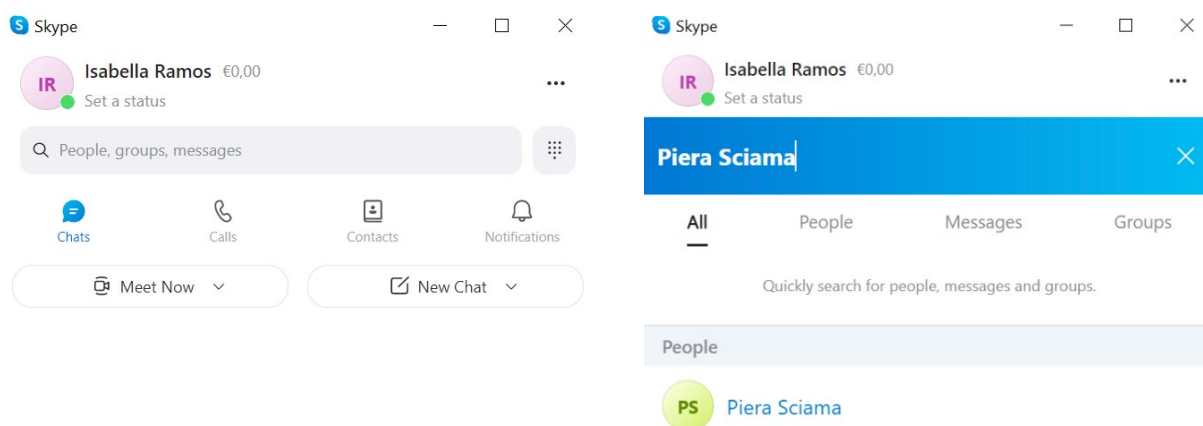 Skype
IR
Isabella Ramos €0,00
Set a status
People, groups, messages
Chats
Calls
Contacts
Notifications
Meet Now
New Chat
Skype
IR
Isabella Ramos €0,00
Set a status
Piera Sciama
All
People
Messages
Groups
Quickly search for people, messages and groups.
People
PS
Piera Sciama